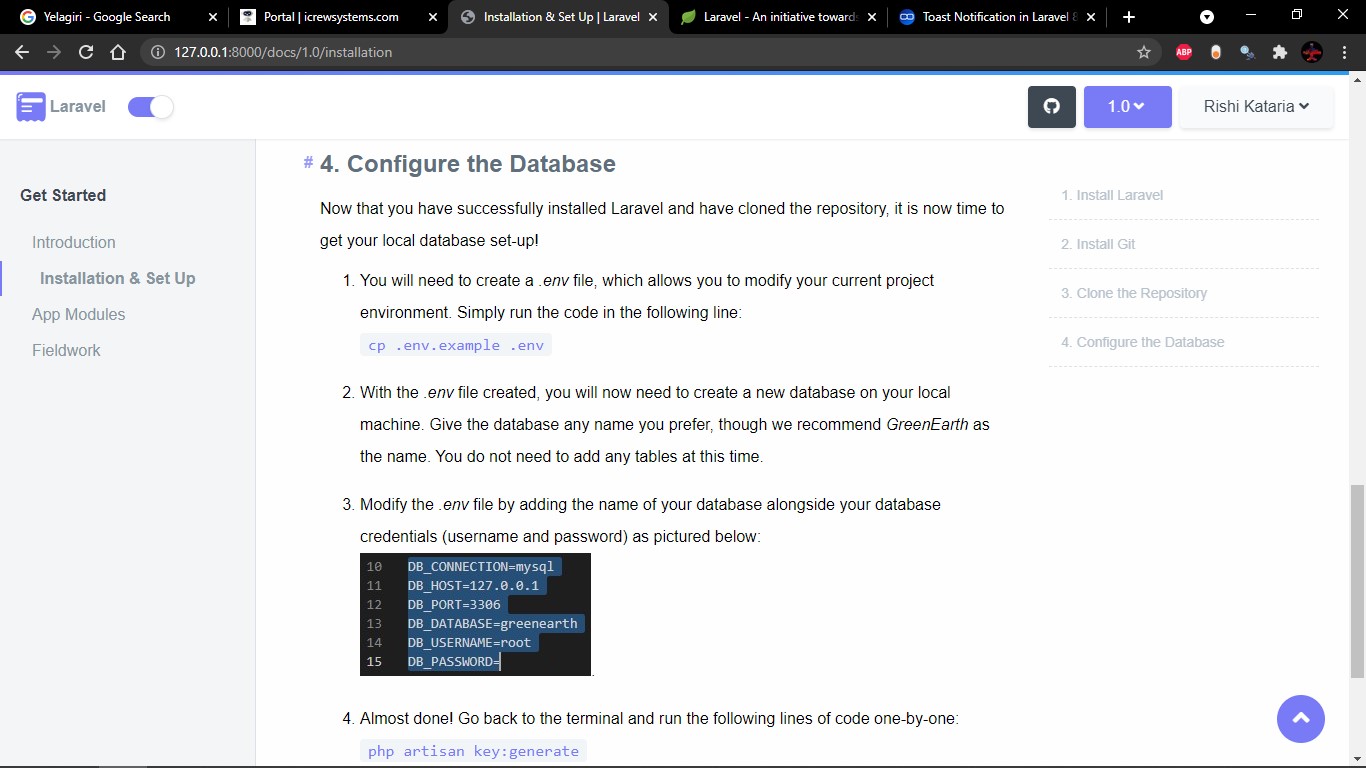 Yelagiri - Google Search
Portal | icrewsystems.com
Installation & Set Up | Laravel
Laravel - An initiative towards
Toast Notification in Laravel 8
127.0.0.1:8000/docs/1.0/installation
ABP
Laravel
1.0
Rishi Kataria
Get Started
Introduction
Installation & Set Up
App Modules
Fieldwork
# 4. Configure the Database
Now that you have successfully installed Laravel and have cloned the repository, it is now time to
get your local database set-up!
1. You will need to create a .env file, which allows you to modify your current project
environment. Simply run the code in the following line:
cp .env.example .env
2. With the .env file created, you will now need to create a new database on your local
machine. Give the database any name you prefer, though we recommend GreenEarth as
the name. You do not need to add any tables at this time.
3. Modify the .env file by adding the name of your database alongside your database
credentials (username and password) as pictured below:
10 DB_CONNECTION=mysql
11 DB_HOST=127.0.0.1
12 DB_PORT=3306
13 DB_DATABASE=greenearth
14 DB_USERNAME=root
15 DB_PASSWORD=
.
4. Almost done! Go back to the terminal and run the following lines of code one-by-one:
php artisan key:generate
1. Install Laravel
2. Install Git
3. Clone the Repository
4. Configure the Database